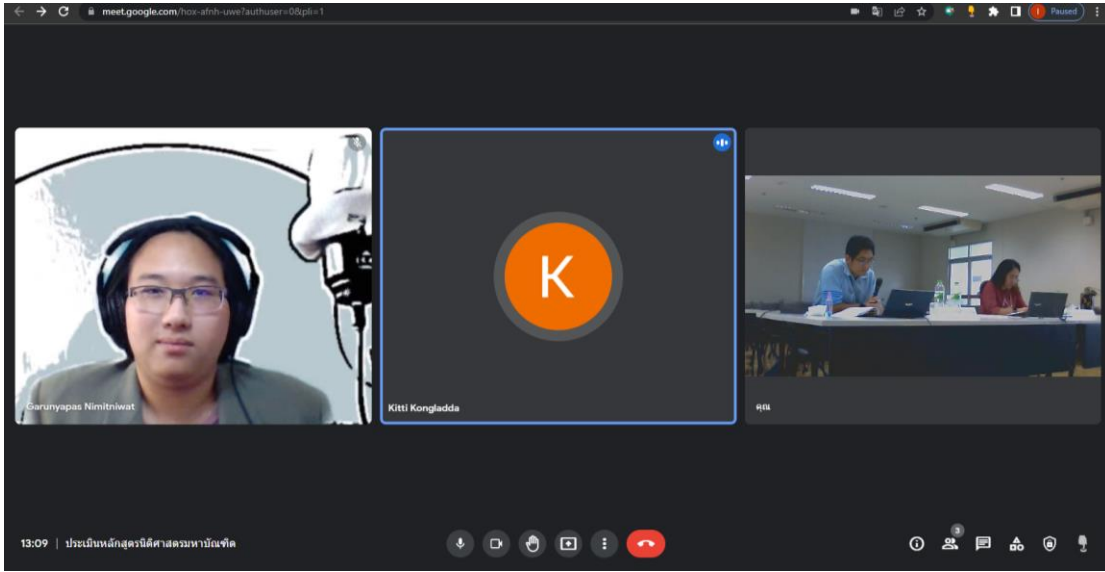 meet.google.com/hox-afnh-uwe?authuser=0&pli=1
Paused
K
Garunyapas Nimitniwat
Kitti Kongladda
คุณ
13:09 | ประเมินหลักสูตรนิติศาสตรมหาบัณฑิต
3